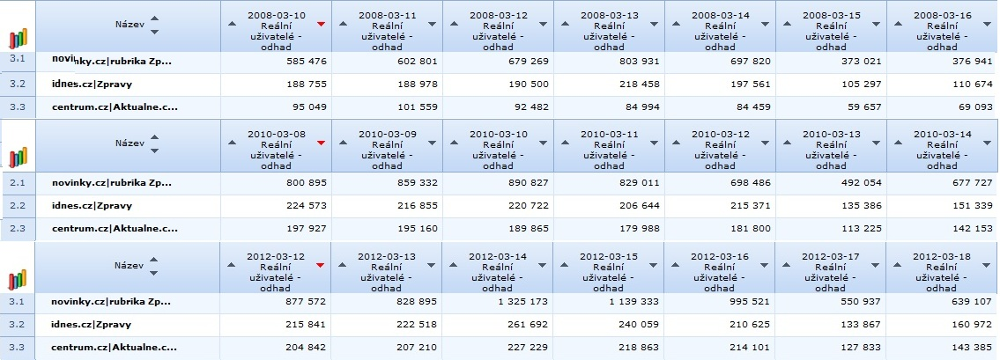 Název 2008-03-10 Reální uživatelé - odhad 2008-03-11 Reální uživatelé - odhad 2008-03-12 Reální uživatelé - odhad 2008-03-13 Reální uživatelé - odhad 2008-03-14 Reální uživatelé - odhad 2008-03-15 Reální uživatelé - odhad 2008-03-16 Reální uživatelé - odhad
3.1 novinky.cz|rubrika Zp... 585 476 602 801 679 269 803 931 697 820 373 021 376 941
3.2 idnes.cz|Zpravy 188 755 188 978 190 500 218 458 197 561 105 297 110 674
3.3 centrum.cz|Aktualne.c... 95 049 101 559 92 482 84 994 84 459 59 657 69 093
Název 2010-03-08 Reální uživatelé - odhad 2010-03-09 Reální uživatelé - odhad 2010-03-10 Reální uživatelé - odhad 2010-03-11 Reální uživatelé - odhad 2010-03-12 Reální uživatelé - odhad 2010-03-13 Reální uživatelé - odhad 2010-03-14 Reální uživatelé - odhad
2.1 novinky.cz|rubrika Zp... 800 895 859 332 890 827 829 011 698 486 492 054 677 727
2.2 idnes.cz|Zpravy 224 573 216 855 220 722 206 644 215 371 135 386 151 339
2.3 centrum.cz|Aktualne.c... 197 927 195 160 189 865 179 988 181 800 113 225 142 153
Název 2012-03-12 Reální uživatelé - odhad 2012-03-13 Reální uživatelé - odhad 2012-03-14 Reální uživatelé - odhad 2012-03-15 Reální uživatelé - odhad 2012-03-16 Reální uživatelé - odhad 2012-03-17 Reální uživatelé - odhad 2012-03-18 Reální uživatelé - odhad
3.1 novinky.cz|rubrika Zp... 877 572 828 895 1 325 173 1 139 333 995 521 550 937 639 107
3.2 idnes.cz|Zpravy 215 841 222 518 261 692 240 059 210 625 133 867 160 972
3.3 centrum.cz|Aktualne.c... 204 842 207 210 227 229 218 863 214 101 127 833 143 385